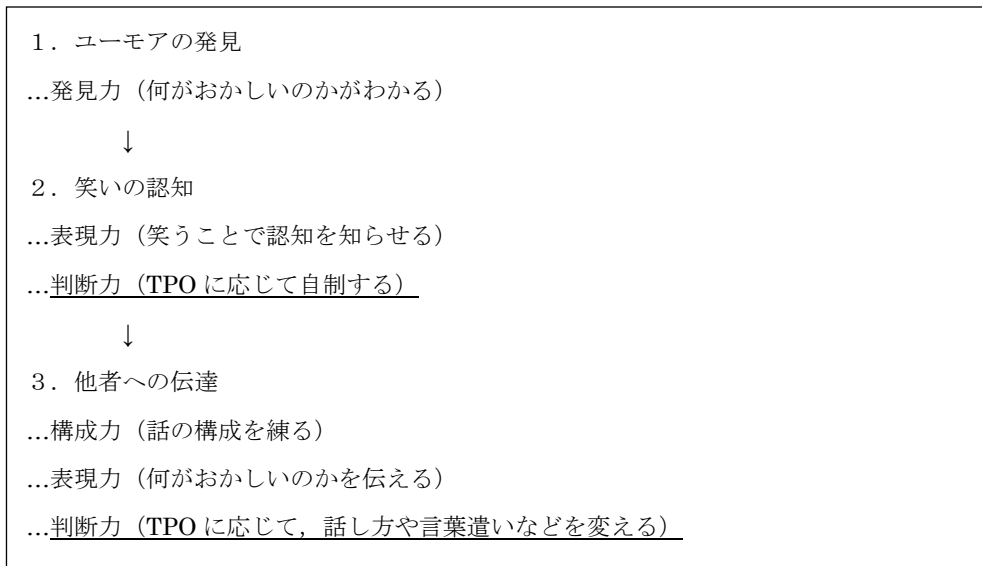 １．ユーモアの発見
…発見力（何がおかしいのかがわかる）
↓
２．笑いの認知
…表現力（笑うことで認知を知らせる）
…判断力（TPO に応じて自制する）
↓
３．他者への伝達
…構成力（話の構成を練る）
…表現力（何がおかしいのかを伝える）
…判断力（TPO に応じて，話し方や言葉遣いなどを変える）